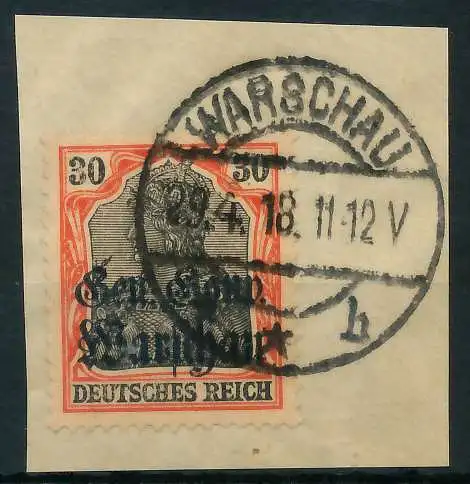 WARSCHAU
29.4.18. 11-12 V
* b
30 30
Gen.-Gouv.
Warschau
DEUTSCHES REICH